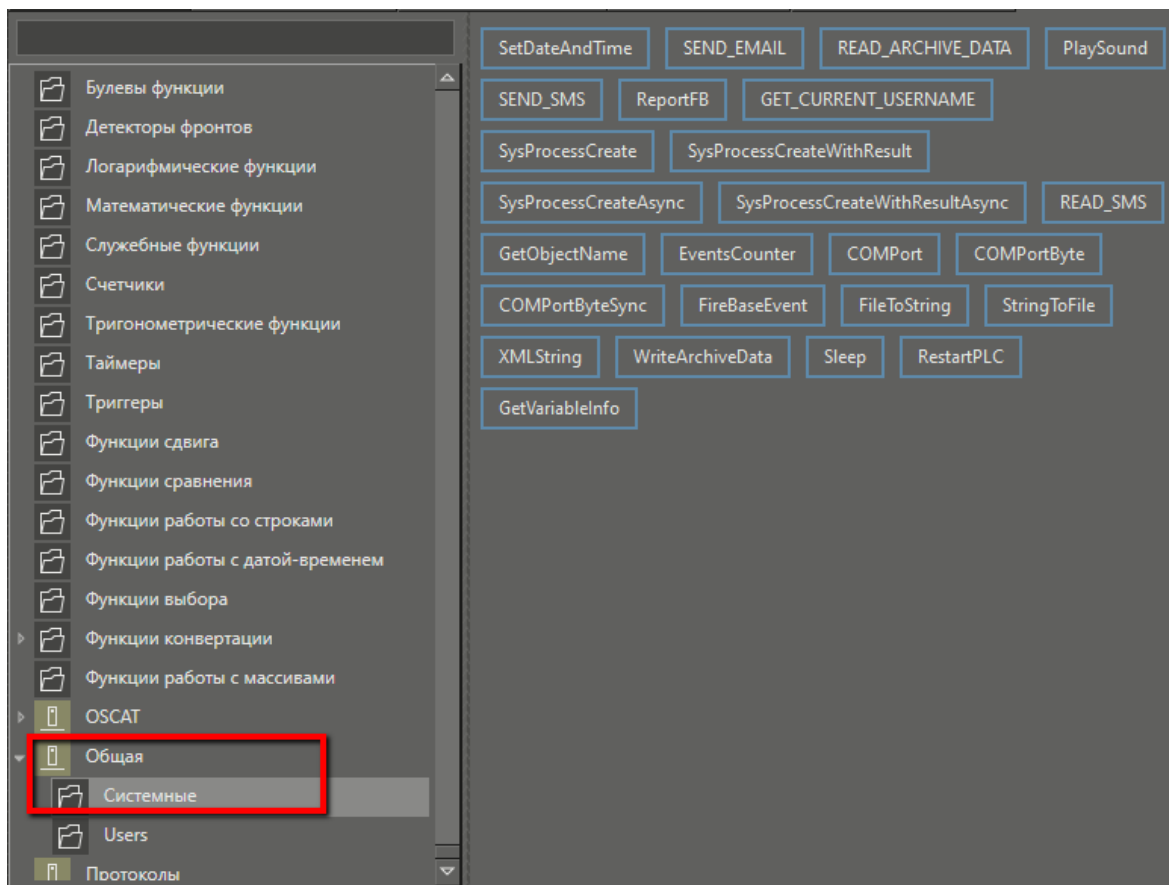 Булевы функции
Детекторы фронтов
Логарифмические функции
Математические функции
Служебные функции
Счетчики
Тригонометрические функции
Таймеры
Триггеры
Функции сдвига
Функции сравнения
Функции работы со строками
Функции работы с датой-временем
Функции выбора
Функции конвертации
Функции работы с массивами
OSCAT
Общая
Системные
Users
Протоколы
SetDateAndTime SEND_EMAIL READ_ARCHIVE_DATA PlaySound
SEND_SMS ReportFB GET_CURRENT_USERNAME
SysProcessCreate SysProcessCreateWithResult
SysProcessCreateAsync SysProcessCreateWithResultAsync READ_SMS
GetObjectName EventsCounter COMPort COMPortByte
COMPortByteSync FireBaseEvent FileToString StringToFile
XMLString WriteArchiveData Sleep RestartPLC
GetVariableInfo